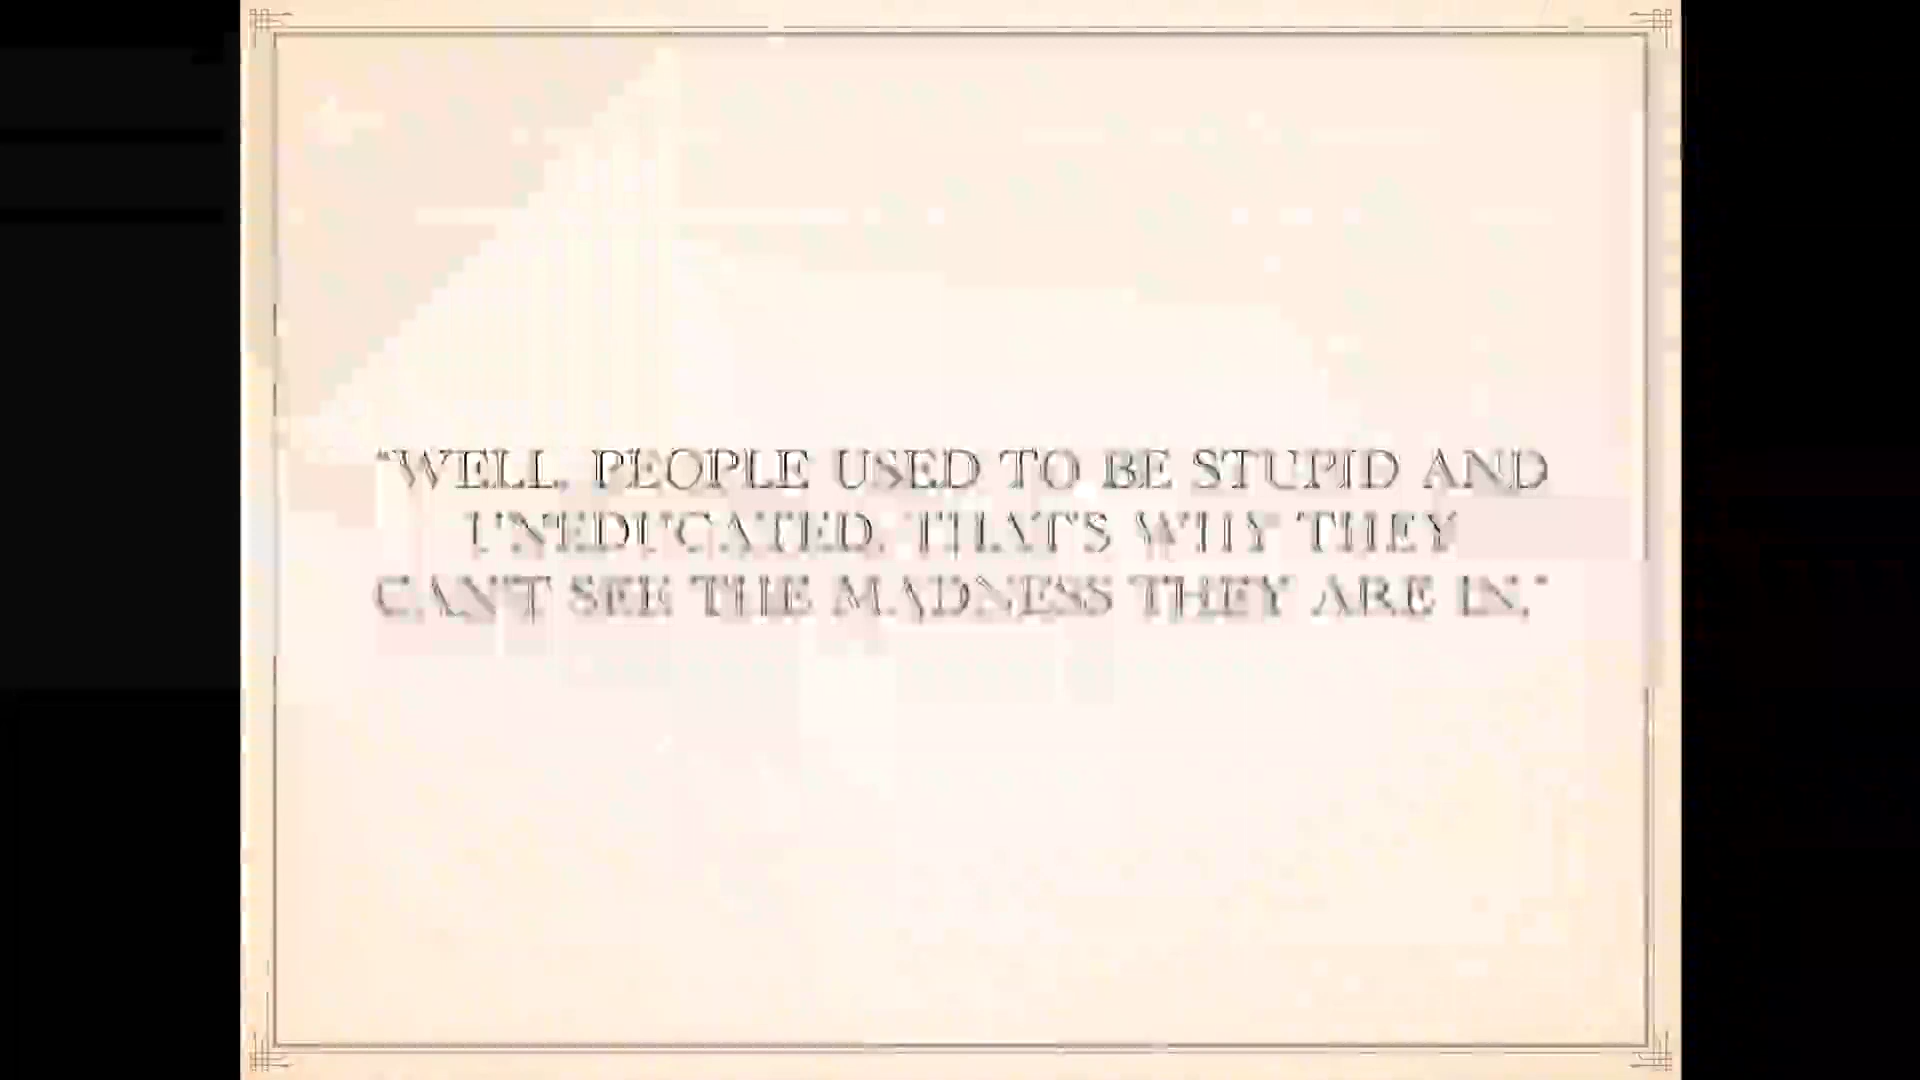 "WELL, PEOPLE USED TO BE STUPID AND
UNEDUCATED, THAT'S WHY THEY
CAN'T SEE THE MADNESS THEY ARE IN."